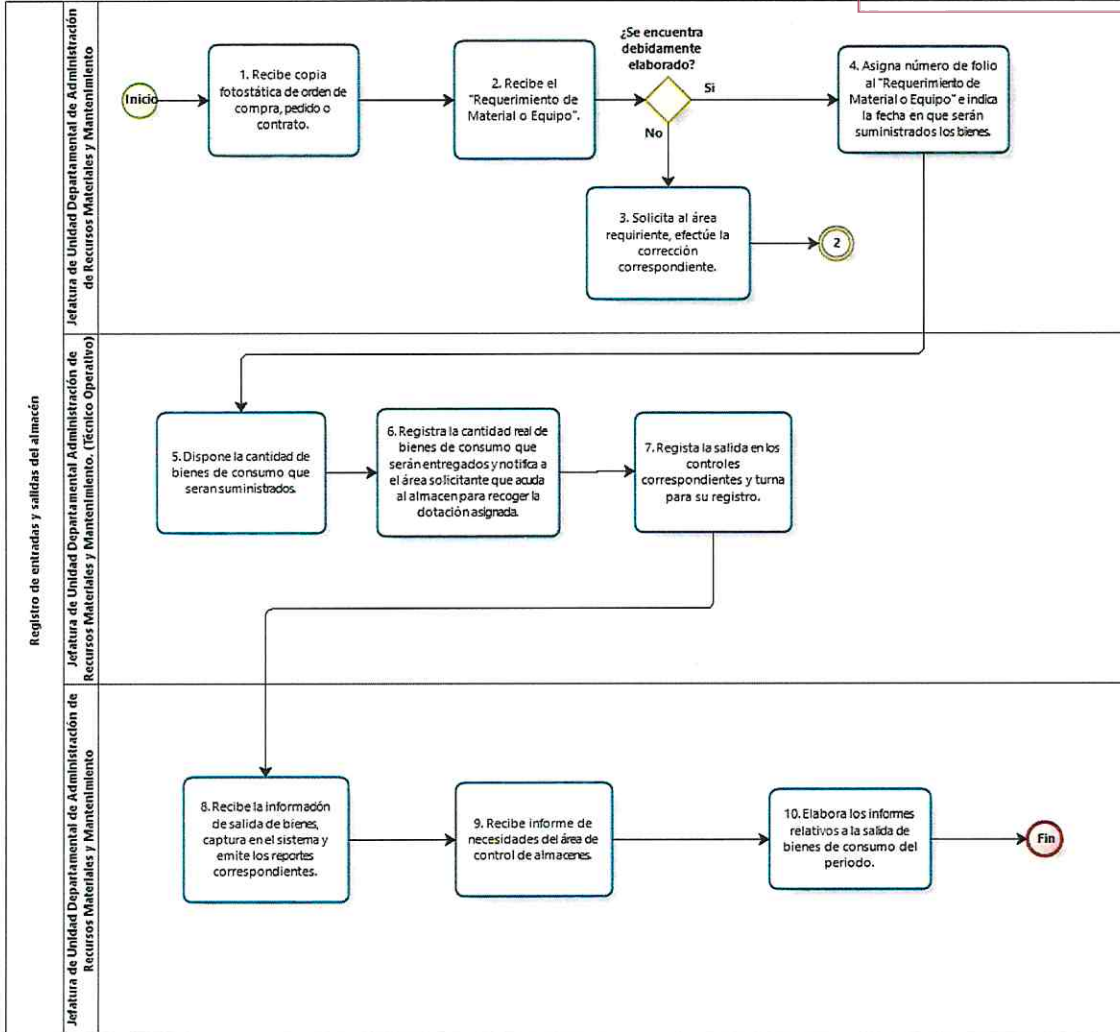 Registro de entradas y salidas del almacén
Jefatura de Unidad Departamental de Administración
de Recursos Materiales y Mantenimiento
Inicio
1. Recibe copia
fotostática de orden de
compra, pedido o
contrato.
2. Recibe el
"Requerimiento de
Material o Equipo".
¿Se encuentra
debidamente
elaborado?
Si
No
3. Solicita al área
requiriente, efectúe la
corrección
correspondiente.
2
4. Asigna número de folio
al "Requerimiento de
Material o Equipo" e indica
la fecha en que serán
suministrados los bienes.
Jefatura de Unidad Departamental Administración de
Recursos Materiales y Mantenimiento. (Técnico Operativo)
5. Dispone la cantidad de
bienes de consumo que
seran suministrados.
6. Registra la cantidad real de
bienes de consumo que
serán entregados y notifica a
el área solicitante que acuda
al almacen para recoger la
dotación asignada.
7. Regista la salida en los
controles
correspondientes y turna
para su registro.
Jefatura de Unidad Departamental de Administración de
Recursos Materiales y Mantenimiento
8. Recibe la información
de salida de bienes,
captura en el sistema y
emite los reportes
correspondientes.
9. Recibe informe de
necesidades del área de
control de almacenes.
10. Elabora los informes
relativos a la salida de
bienes de consumo del
periodo.
Fin